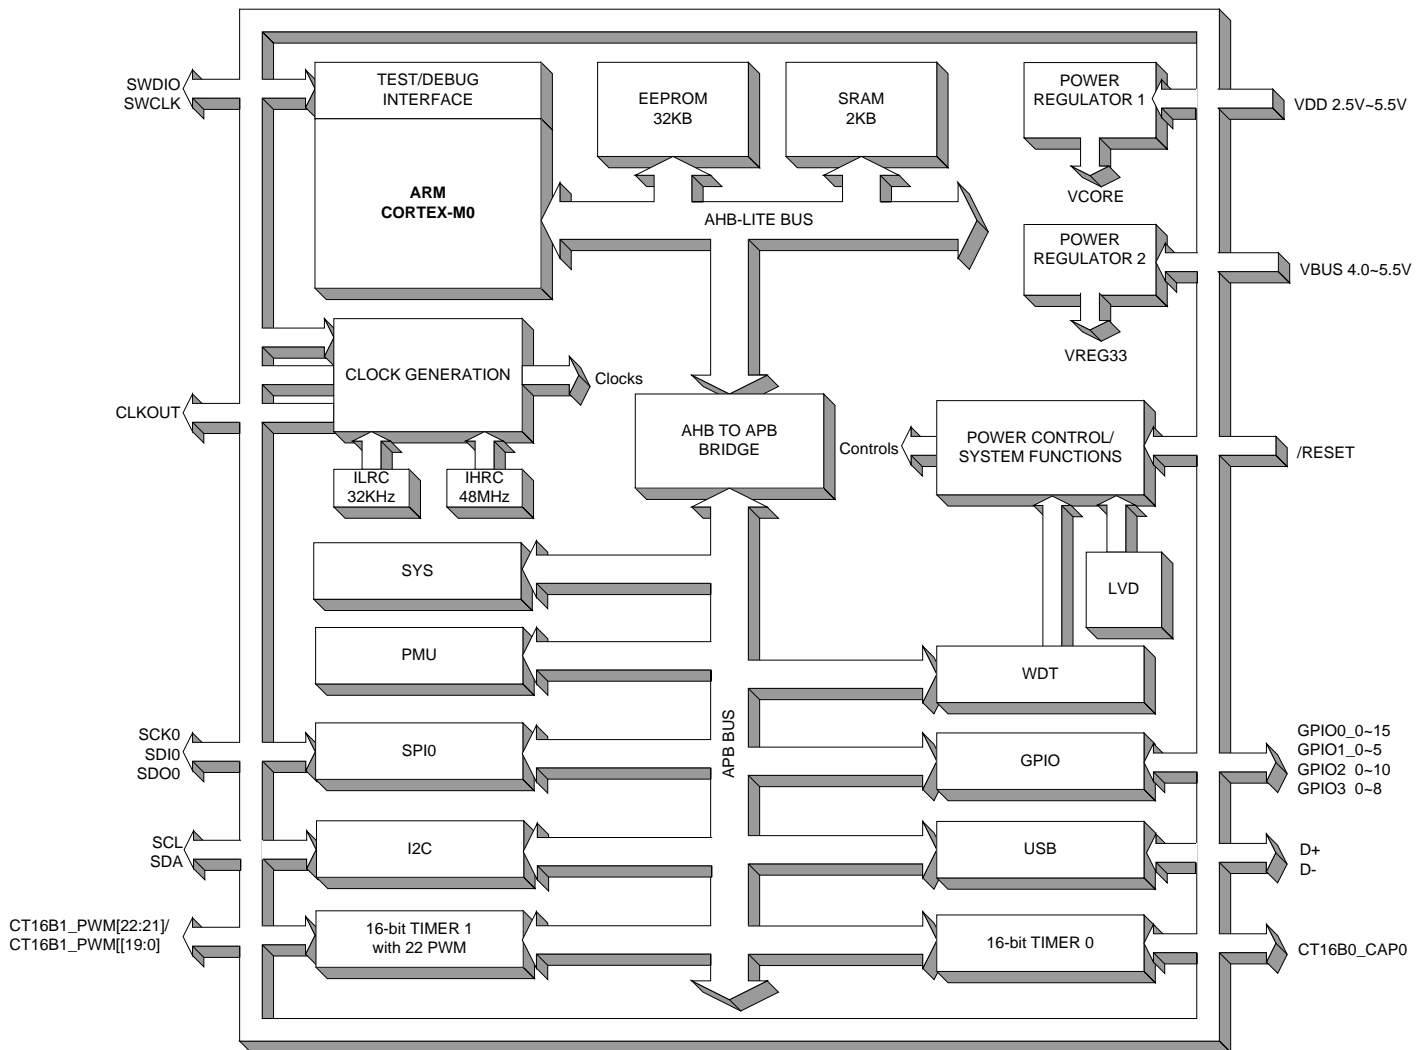 SWDIO
SWCLK
TEST/DEBUG
INTERFACE
EEPROM
32KB
SRAM
2KB
POWER
REGULATOR 1
VDD 2.5V~5.5V
ARM
CORTEX-M0
VCORE
AHB-LITE BUS
POWER
REGULATOR 2
VBUS 4.0~5.5V
VREG33
CLOCK GENERATION
Clocks
CLKOUT
AHB TO APB
BRIDGE
Controls
POWER CONTROL/
SYSTEM FUNCTIONS
/RESET
ILRC
32KHz
IHRC
48MHz
SYS
LVD
PMU
WDT
APB BUS
SCK0
SDI0
SDO0
SPI0
GPIO
GPIO0_0~15
GPIO1_0~5
GPIO2 0~10
GPIO3 0~8
SCL
SDA
I2C
USB
D+
D-
CT16B1_PWM[22:21]/
CT16B1_PWM[[19:0]
16-bit TIMER 1
with 22 PWM
16-bit TIMER 0
CT16B0_CAP0